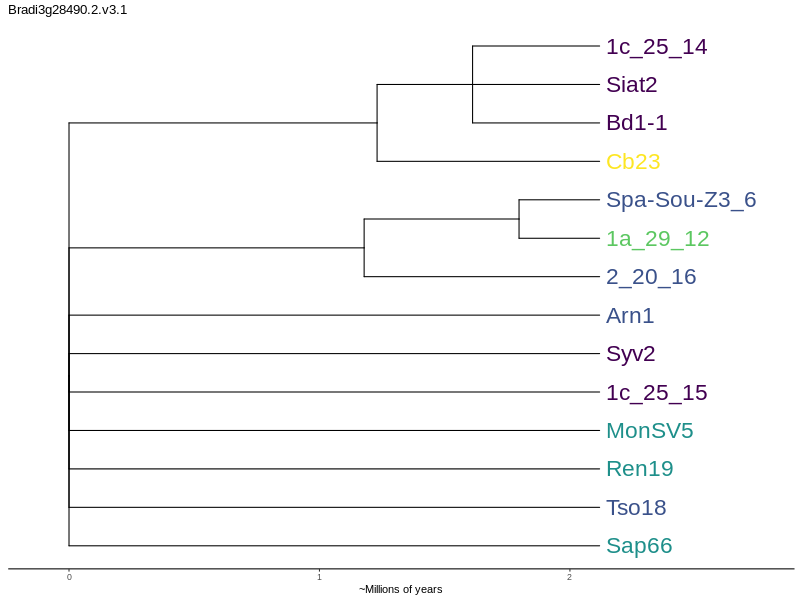 Bradi3g28490.2.v3.1
1c_25_14
Siat2
Bd1-1
Cb23
Spa-Sou-Z3_6
1a_29_12
2_20_16
Arn1
Syv2
1c_25_15
MonSV5
Ren19
Tso18
Sap66
0 1 2
~Millions of years